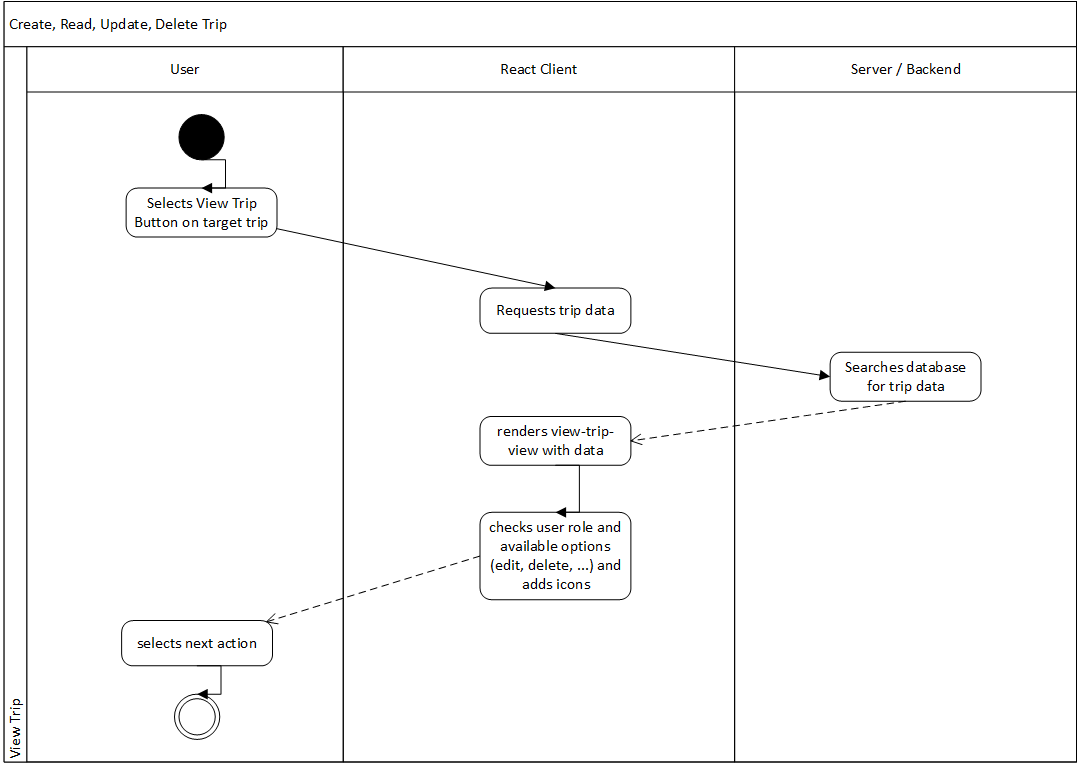 Create, Read, Update, Delete Trip
User
React Client
Server / Backend
Selects View Trip
Button on target trip
Requests trip data
Searches database
for trip data
renders view-trip-
view with data
checks user role and
available options
(edit, delete, ...) and
adds icons
selects next action
View Trip